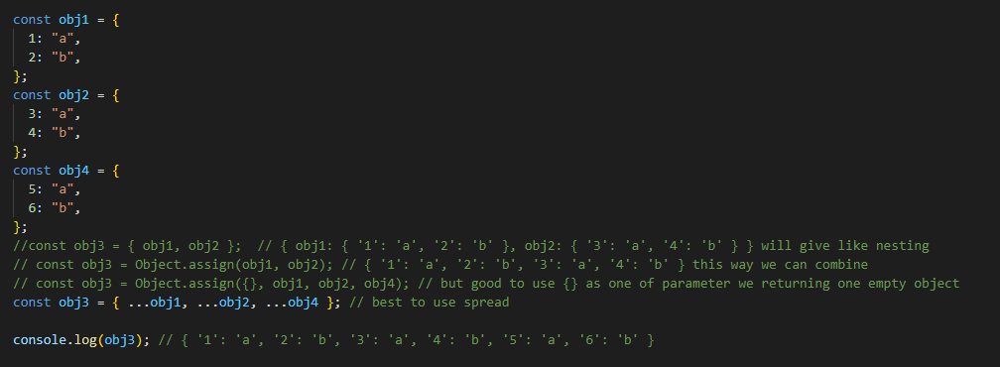 const obj1 = {
  1: "a",
  2: "b",
};
const obj2 = {
  3: "a",
  4: "b",
};
const obj4 = {
  5: "a",
  6: "b",
};
//const obj3 = { obj1, obj2 };  // { obj1: { '1': 'a', '2': 'b' }, obj2: { '3': 'a', '4': 'b' } } will give like nesting
// const obj3 = Object.assign(obj1, obj2); // { '1': 'a', '2': 'b', '3': 'a', '4': 'b' } this way we can combine
// const obj3 = Object.assign({}, obj1, obj2, obj4); // but good to use {} as one of parameter we returning one empty object
const obj3 = { ...obj1, ...obj2, ...obj4 }; // best to use spread

console.log(obj3); // { '1': 'a', '2': 'b', '3': 'a', '4': 'b', '5': 'a', '6': 'b' }